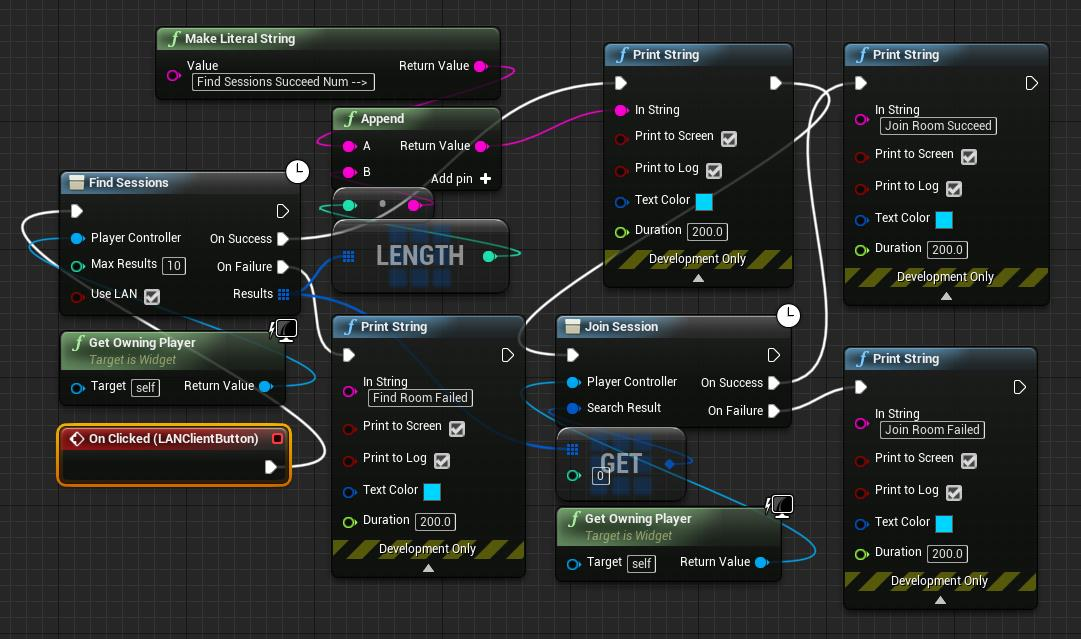 Make Literal String
Value
Return Value
Find Sessions Succeed Num -->
Append
A
Return Value
B
Add pin
Find Sessions
Player Controller
On Success
Max Results
10
On Failure
Use LAN
Results
LENGTH
Get Owning Player
Target is Widget
Target
self
Return Value
On Clicked (LANClientButton)
Print String
In String
Find Room Failed
Print to Screen
Print to Log
Text Color
Duration
200.0
Development Only
Print String
In String
Print to Screen
Print to Log
Text Color
Duration
200.0
Development Only
Join Session
Player Controller
On Success
Search Result
On Failure
GET
0
Get Owning Player
Target is Widget
Target
self
Return Value
Print String
In String
Join Room Succeed
Print to Screen
Print to Log
Text Color
Duration
200.0
Development Only
Print String
In String
Join Room Failed
Print to Screen
Print to Log
Text Color
Duration
200.0
Development Only